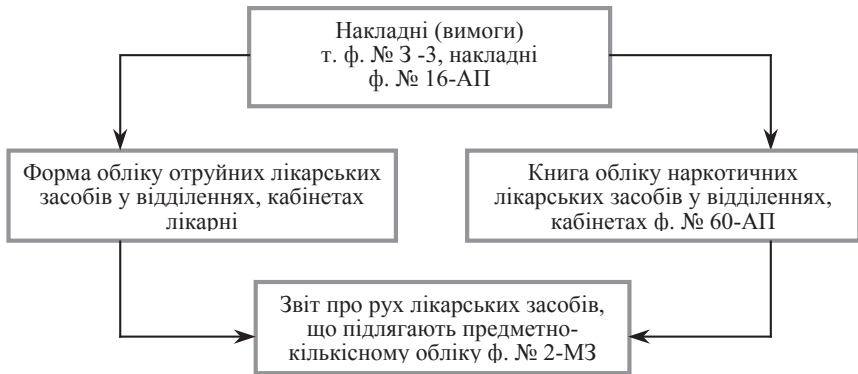 Накладні (вимоги)
т. ф. № З -3, накладні
ф. № 16-АП
Форма обліку отруйних лікарських
засобів у відділеннях, кабінетах
лікарні
Книга обліку наркотичних
лікарських засобів у відділеннях,
кабінетах ф. № 60-АП
Звіт про рух лікарських засобів,
що підлягають предметно-
кількісному обліку ф. № 2-МЗ